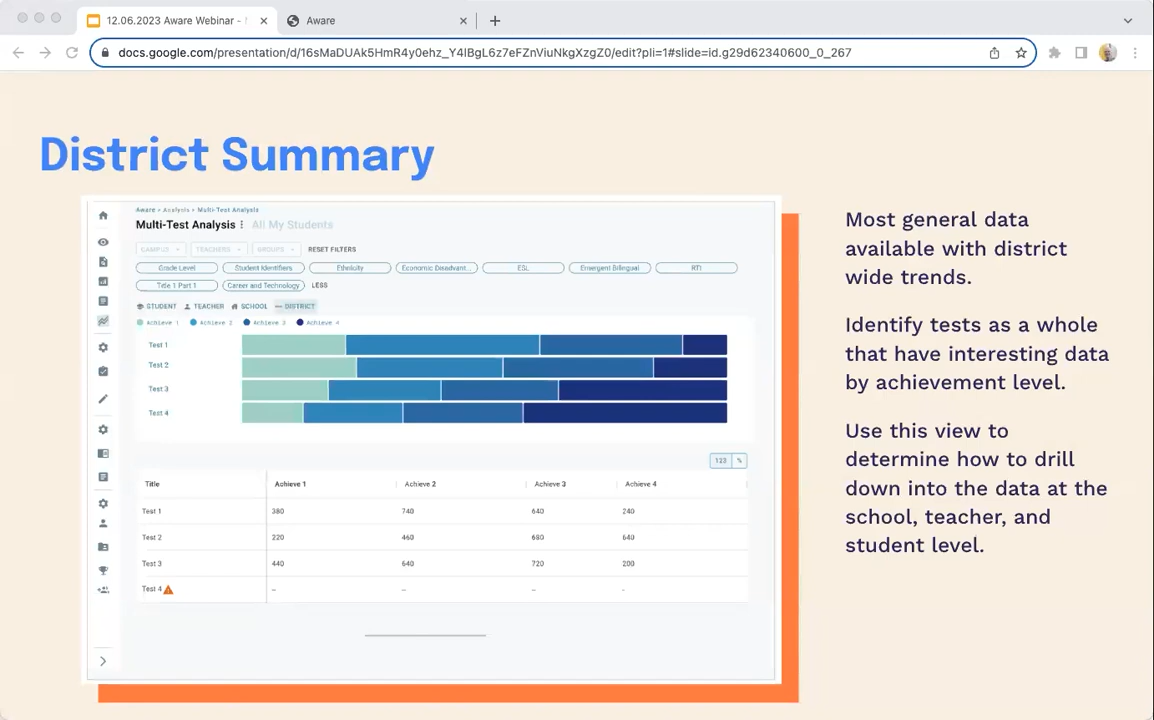 12.06.2023 Aware Webinar -
Aware
docs.google.com/presentation/d/16sMaDUAk5HmR4y0ehz_Y4IBgL6z7eFZnViuNkgXzgZ0/edit?pli=1#slide=id.g29d62340600_0_267
District Summary
Aware > Analysis > Multi-Test Analysis
Multi-Test Analysis All My Students
CAMPUS TEACHERS GROUPS RESET FILTERS
Grade Level Student Identifiers Ethnicity Economic Disadvant... ESL Emergent Bilingual RTI
Title 1 Part 1 Career and Technology LESS
STUDENT TEACHER SCHOOL DISTRICT
Achieve 1 Achieve 2 Achieve 3 Achieve 4
Test 1
Test 2
Test 3
Test 4
123 %
Title Achieve 1 Achieve 2 Achieve 3 Achieve 4
Test 1 380 740 640 240
Test 2 220 460 680 640
Test 3 440 640 720 200
Test 4 – – – –
Most general data
available with district
wide trends.
Identify tests as a whole
that have interesting data
by achievement level.
Use this view to
determine how to drill
down into the data at the
school, teacher, and
student level.